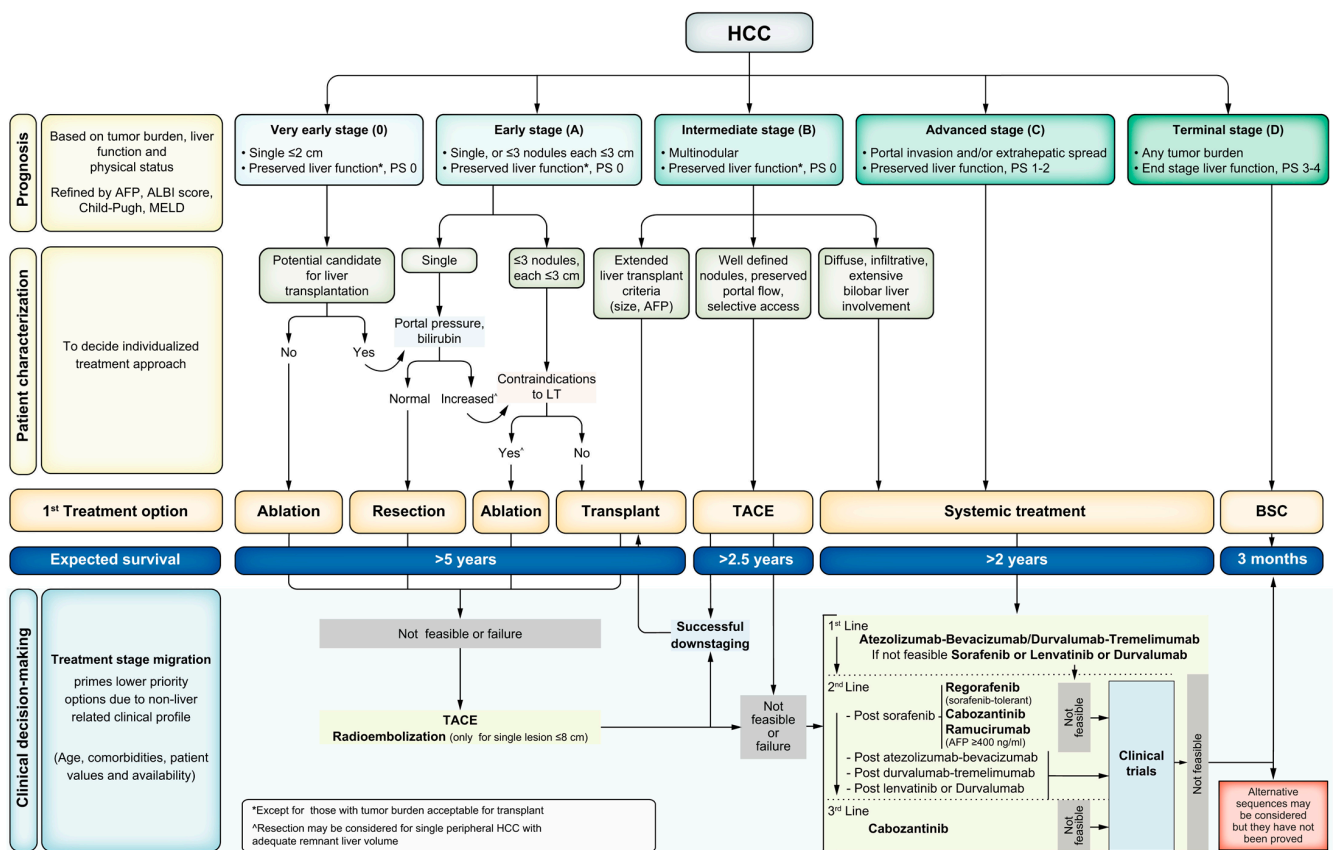 HCC
Prognosis
Based on tumor burden, liver
function and
physical status
Refined by AFP, ALBI score,
Child-Pugh, MELD
Very early stage (0)
• Single ≤2 cm
• Preserved liver function*, PS 0
Early stage (A)
• Single, or ≤3 nodules each ≤3 cm
• Preserved liver function*, PS 0
Intermediate stage (B)
• Multinodular
• Preserved liver function*, PS 0
Advanced stage (C)
• Portal invasion and/or extrahepatic spread
• Preserved liver function, PS 1-2
Terminal stage (D)
• Any tumor burden
• End stage liver function, PS 3-4
Patient characterization
To decide individualized
treatment approach
Potential candidate
for liver
transplantation
Single
≤3 nodules,
each ≤3 cm
Extended
liver transplant
criteria
(size, AFP)
Well defined
nodules, preserved
portal flow,
selective access
Diffuse, infiltrative,
extensive
bilobar liver
involvement
No
Yes
Portal pressure,
bilirubin
Normal
Increased^
Contraindications
to LT
Yes^
No
1st Treatment option
Ablation
Resection
Ablation
Transplant
TACE
Systemic treatment
BSC
Expected survival
>5 years
>2.5 years
>2 years
3 months
Clinical decision-making
Treatment stage migration
primes lower priority
options due to non-liver
related clinical profile
(Age, comorbidities, patient
values and availability)
Not feasible or failure
Successful
downstaging
TACE
Radioembolization (only for single lesion ≤8 cm)
Not
feasible
or
failure
1st Line
Atezolizumab-Bevacizumab/Durvalumab-Tremelimumab
If not feasible Sorafenib or Lenvatinib or Durvalumab
2nd Line
- Post sorafenib
Regorafenib
(sorafenib-tolerant)
Cabozantinib
Ramucirumab
(AFP ≥400 ng/ml)
Not
feasible
- Post atezolizumab-bevacizumab
- Post durvalumab-tremelimumab
- Post lenvatinib or Durvalumab
Clinical
trials
Not feasible
3rd Line
Cabozantinib
Not
feasible
Alternative
sequences may
be considered
but they have not
been proved
*Except for those with tumor burden acceptable for transplant
^Resection may be considered for single peripheral HCC with
adequate remnant liver volume